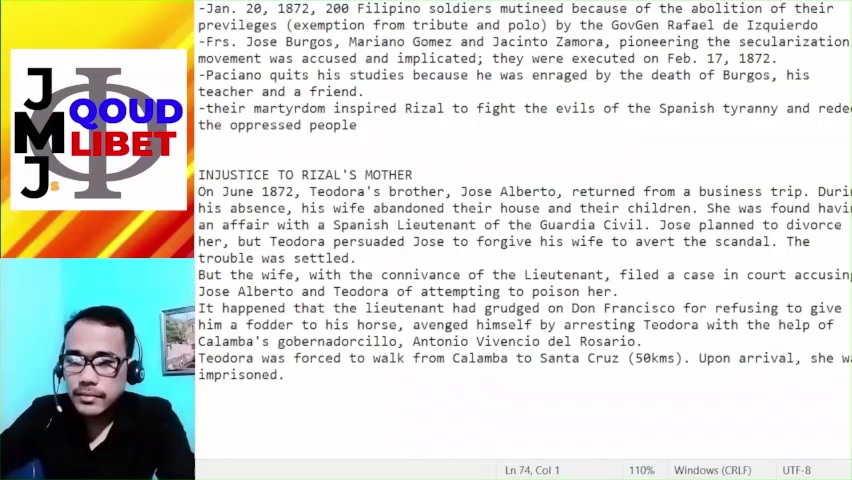 -Jan. 20, 1872, 200 Filipino soldiers mutineed because of the abolition of their
previleges (exemption from tribute and polo) by the GovGen Rafael de Izquierdo
-Frs. Jose Burgos, Mariano Gomez and Jacinto Zamora, pioneering the secularization
movement was accused and implicated; they were executed on Feb. 17, 1872.
-Paciano quits his studies because he was enraged by the death of Burgos, his
teacher and a friend.
-their martyrdom inspired Rizal to fight the evils of the Spanish tyranny and
the oppressed people
INJUSTICE TO RIZAL'S MOTHER
On June 1872, Teodora's brother, Jose Alberto, returned from a business trip.
his absence, his wife abandoned their house and their children. She was found
an affair with a Spanish Lieutenant of the Guardia Civil. Jose planned to divorce
her, but Teodora persuaded Jose to forgive his wife to avert the scandal. The
trouble was settled.
But the wife, with the connivance of the Lieutenant, filed a case in court
Jose Alberto and Teodora of attempting to poison her.
It happened that the lieutenant had grudged on Don Francisco for refusing to give
him a fodder to his horse, avenged himself by arresting Teodora with the help of
Calamba's gobernadorcillo, Antonio Vivencio del Rosario.
Teodora was forced to walk from Calamba to Santa Cruz (50kms). Upon arrival, she
imprisoned.
JMJs
QOUD
LIBET
Ln 74, Col 1
110%
Windows (CRLF)
UTF-8